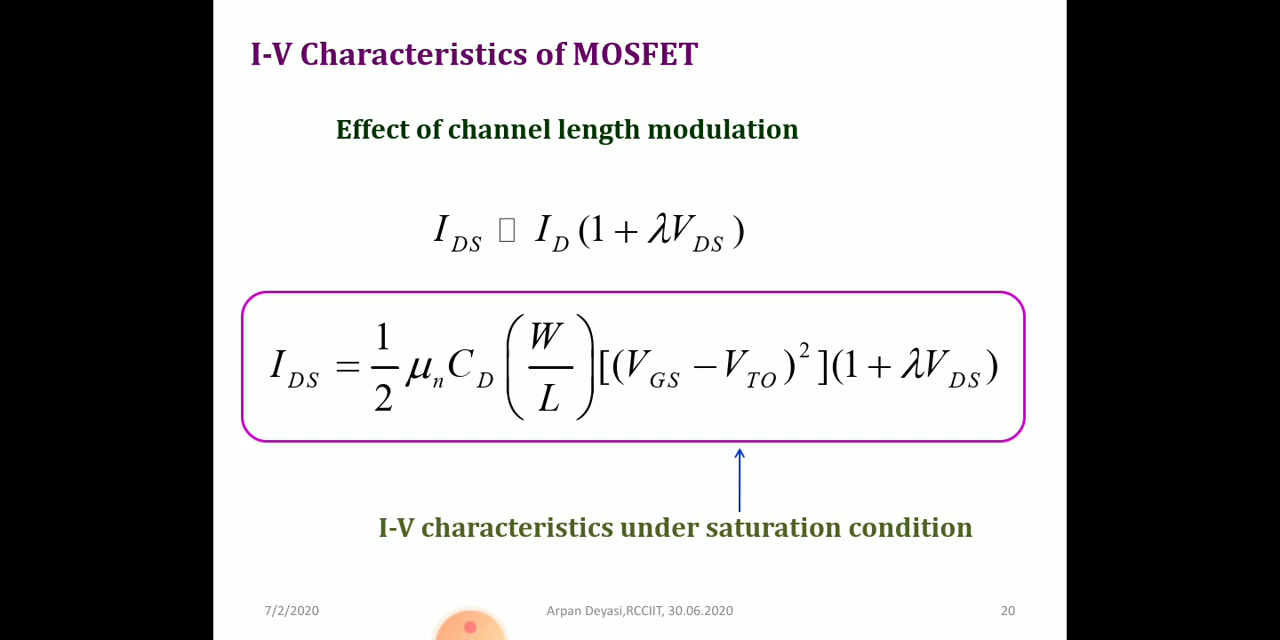 I-V Characteristics of MOSFET
Effect of channel length modulation
I_DS □ I_D (1 + λV_DS )
I_DS = 1/2 μ_n C_D (W/L) [(V_GS − V_TO )^2 ](1 + λV_DS )
I-V characteristics under saturation condition
7/2/2020 Arpan Deyasi,RCCIIT, 30.06.2020 20